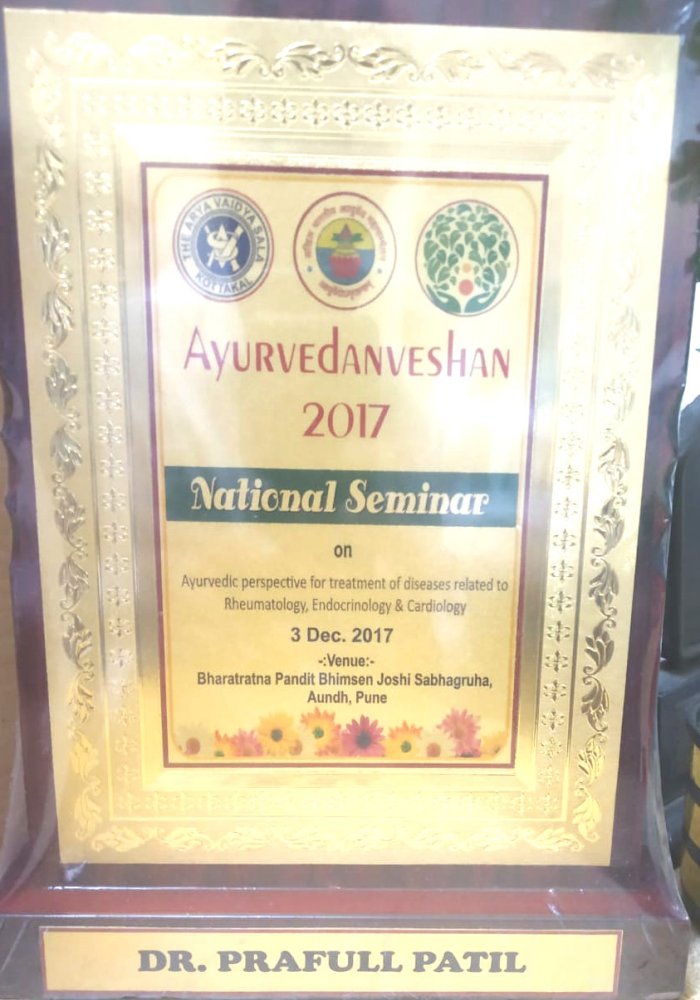 THE ARYA VAIDYA SALA
KOTTAKAL
AYURVEDANVESHAN
2017
National Seminar
on
Ayurvedic perspective for treatment of diseases related to
Rheumatology, Endocrinology & Cardiology
3 Dec. 2017
-:Venue:-
Bharatratna Pandit Bhimsen Joshi Sabhagruha,
Aundh, Pune
DR. PRAFULL PATIL